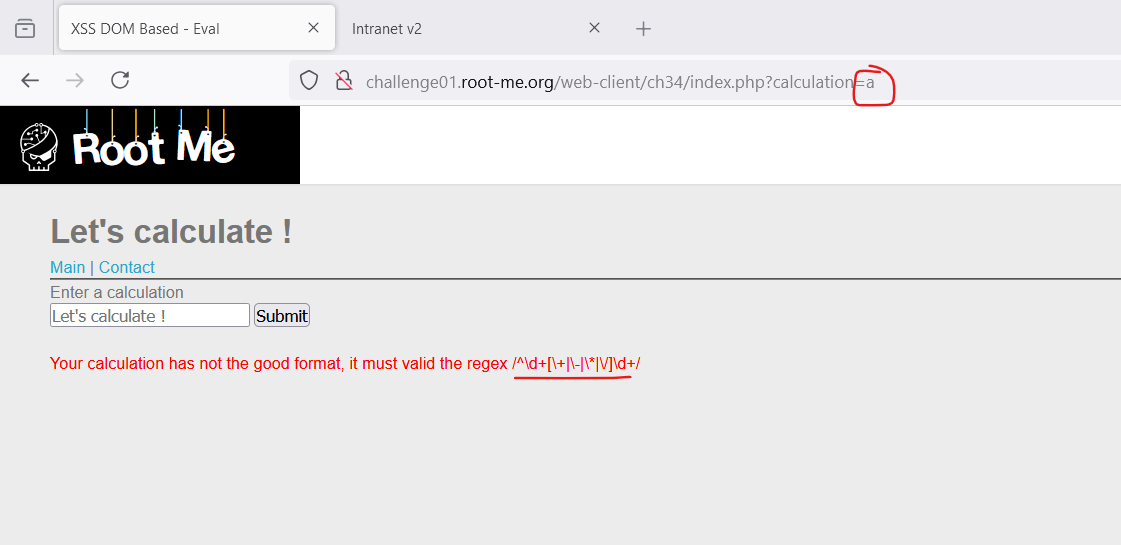 XSS DOM Based - Eval
Intranet v2
challenge01.root-me.org/web-client/ch34/index.php?calculation=a
Root Me
Let's calculate !
Main | Contact
Enter a calculation
Let's calculate !
Submit
Your calculation has not the good format, it must valid the regex /^\d+[\+|\-|\*|\/]\d+/